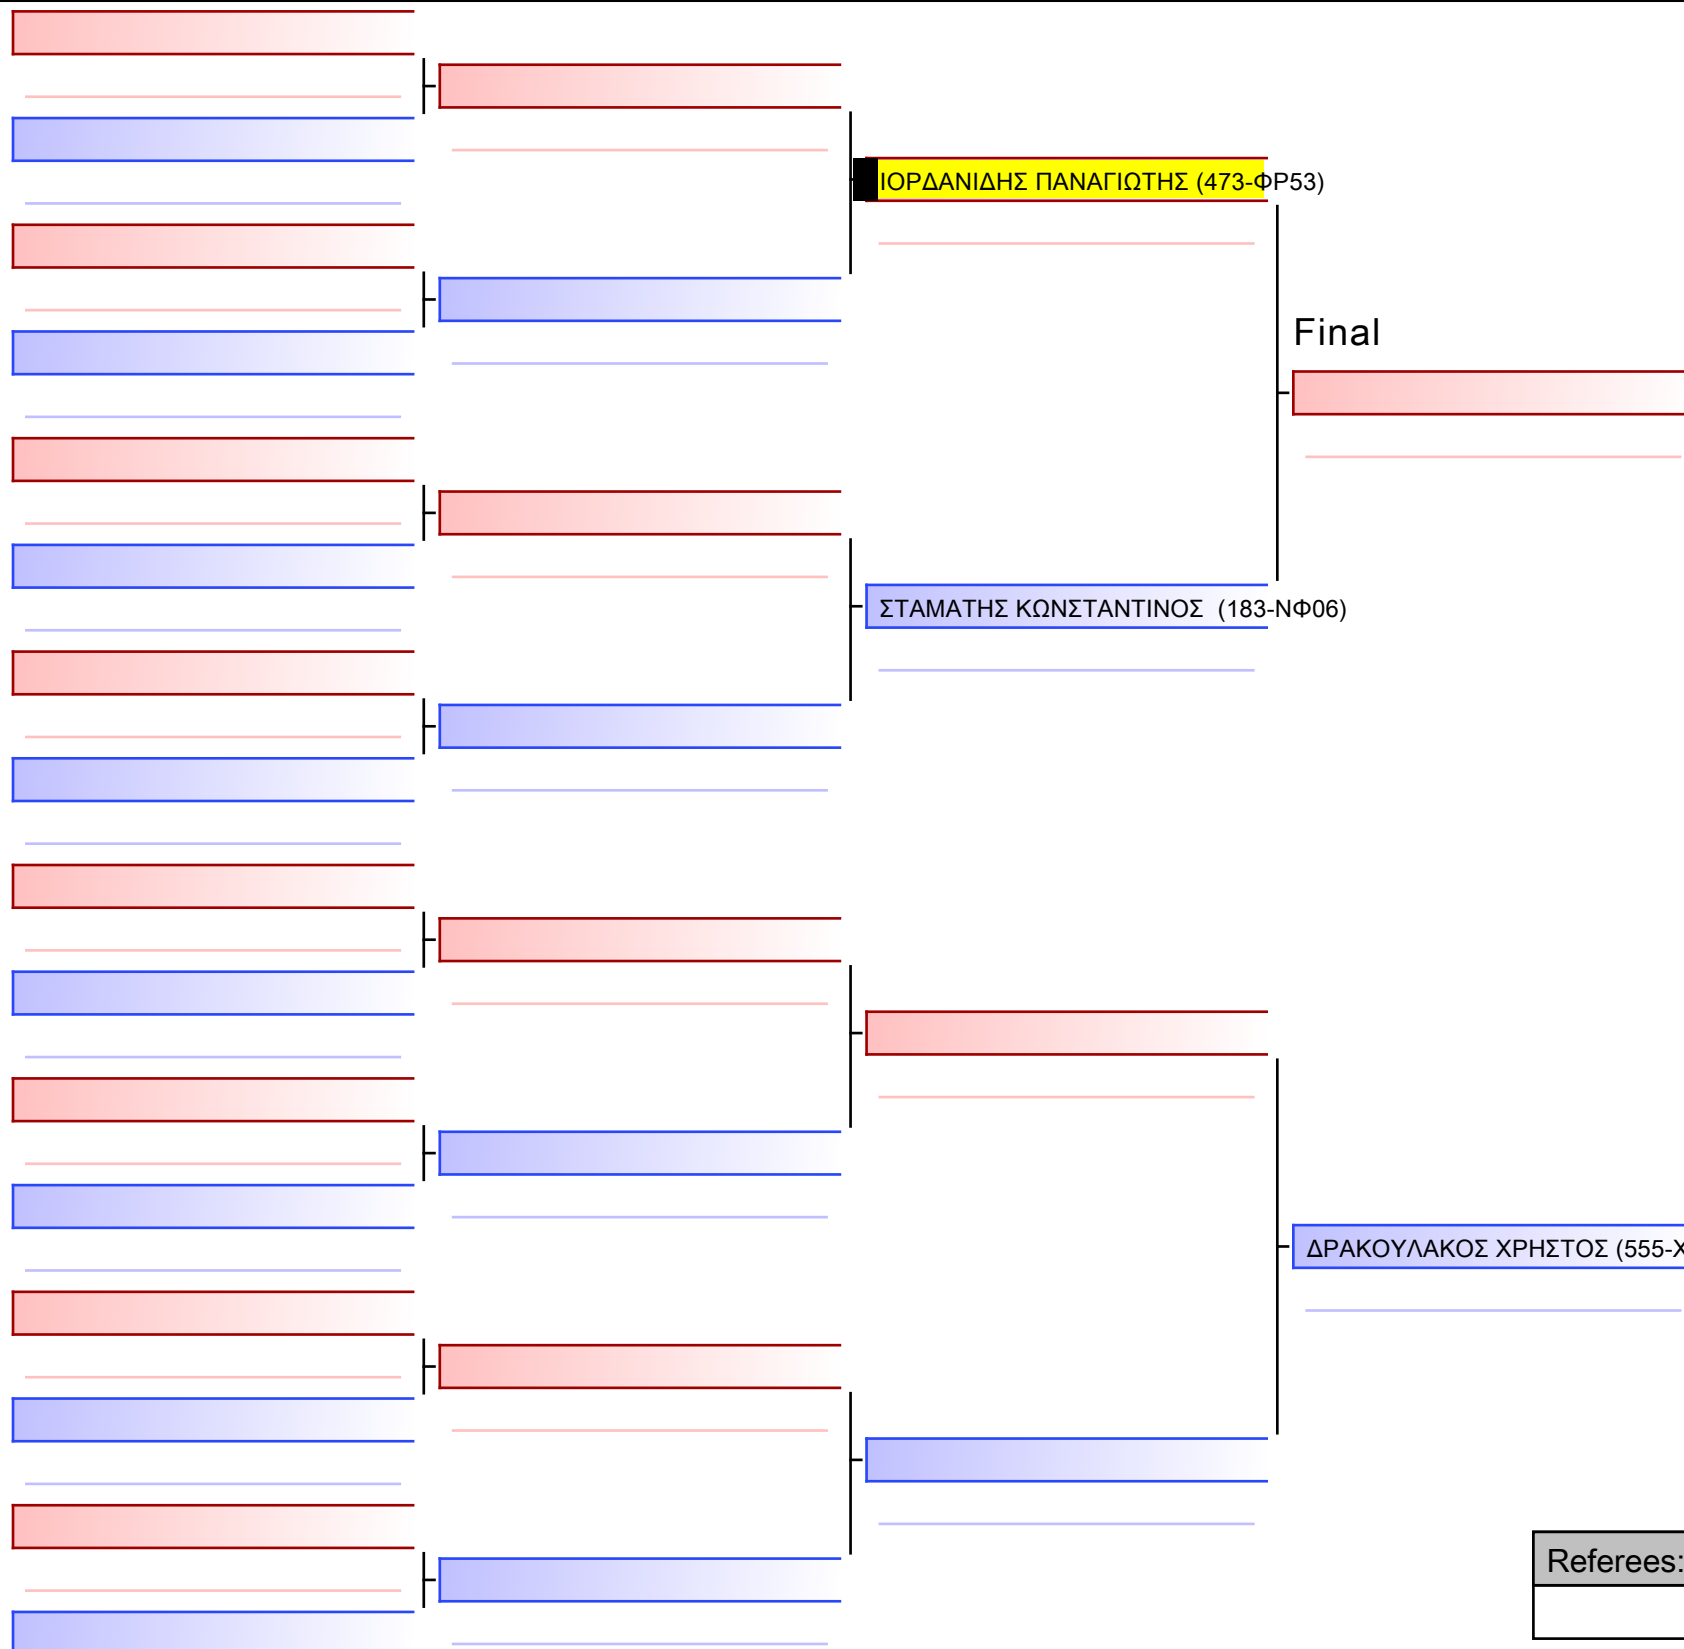 ΙΟΡΔΑΝΙΔΗΣ ΠΑΝΑΓΙΩΤΗΣ (473-ΦΡ53)
Final
ΣΤΑΜΑΤΗΣ ΚΩΝΣΤΑΝΤΙΝΟΣ (183-ΝΦ06)
ΔΡΑΚΟΥΛΑΚΟΣ ΧΡΗΣΤΟΣ (555-Χ
Referees: